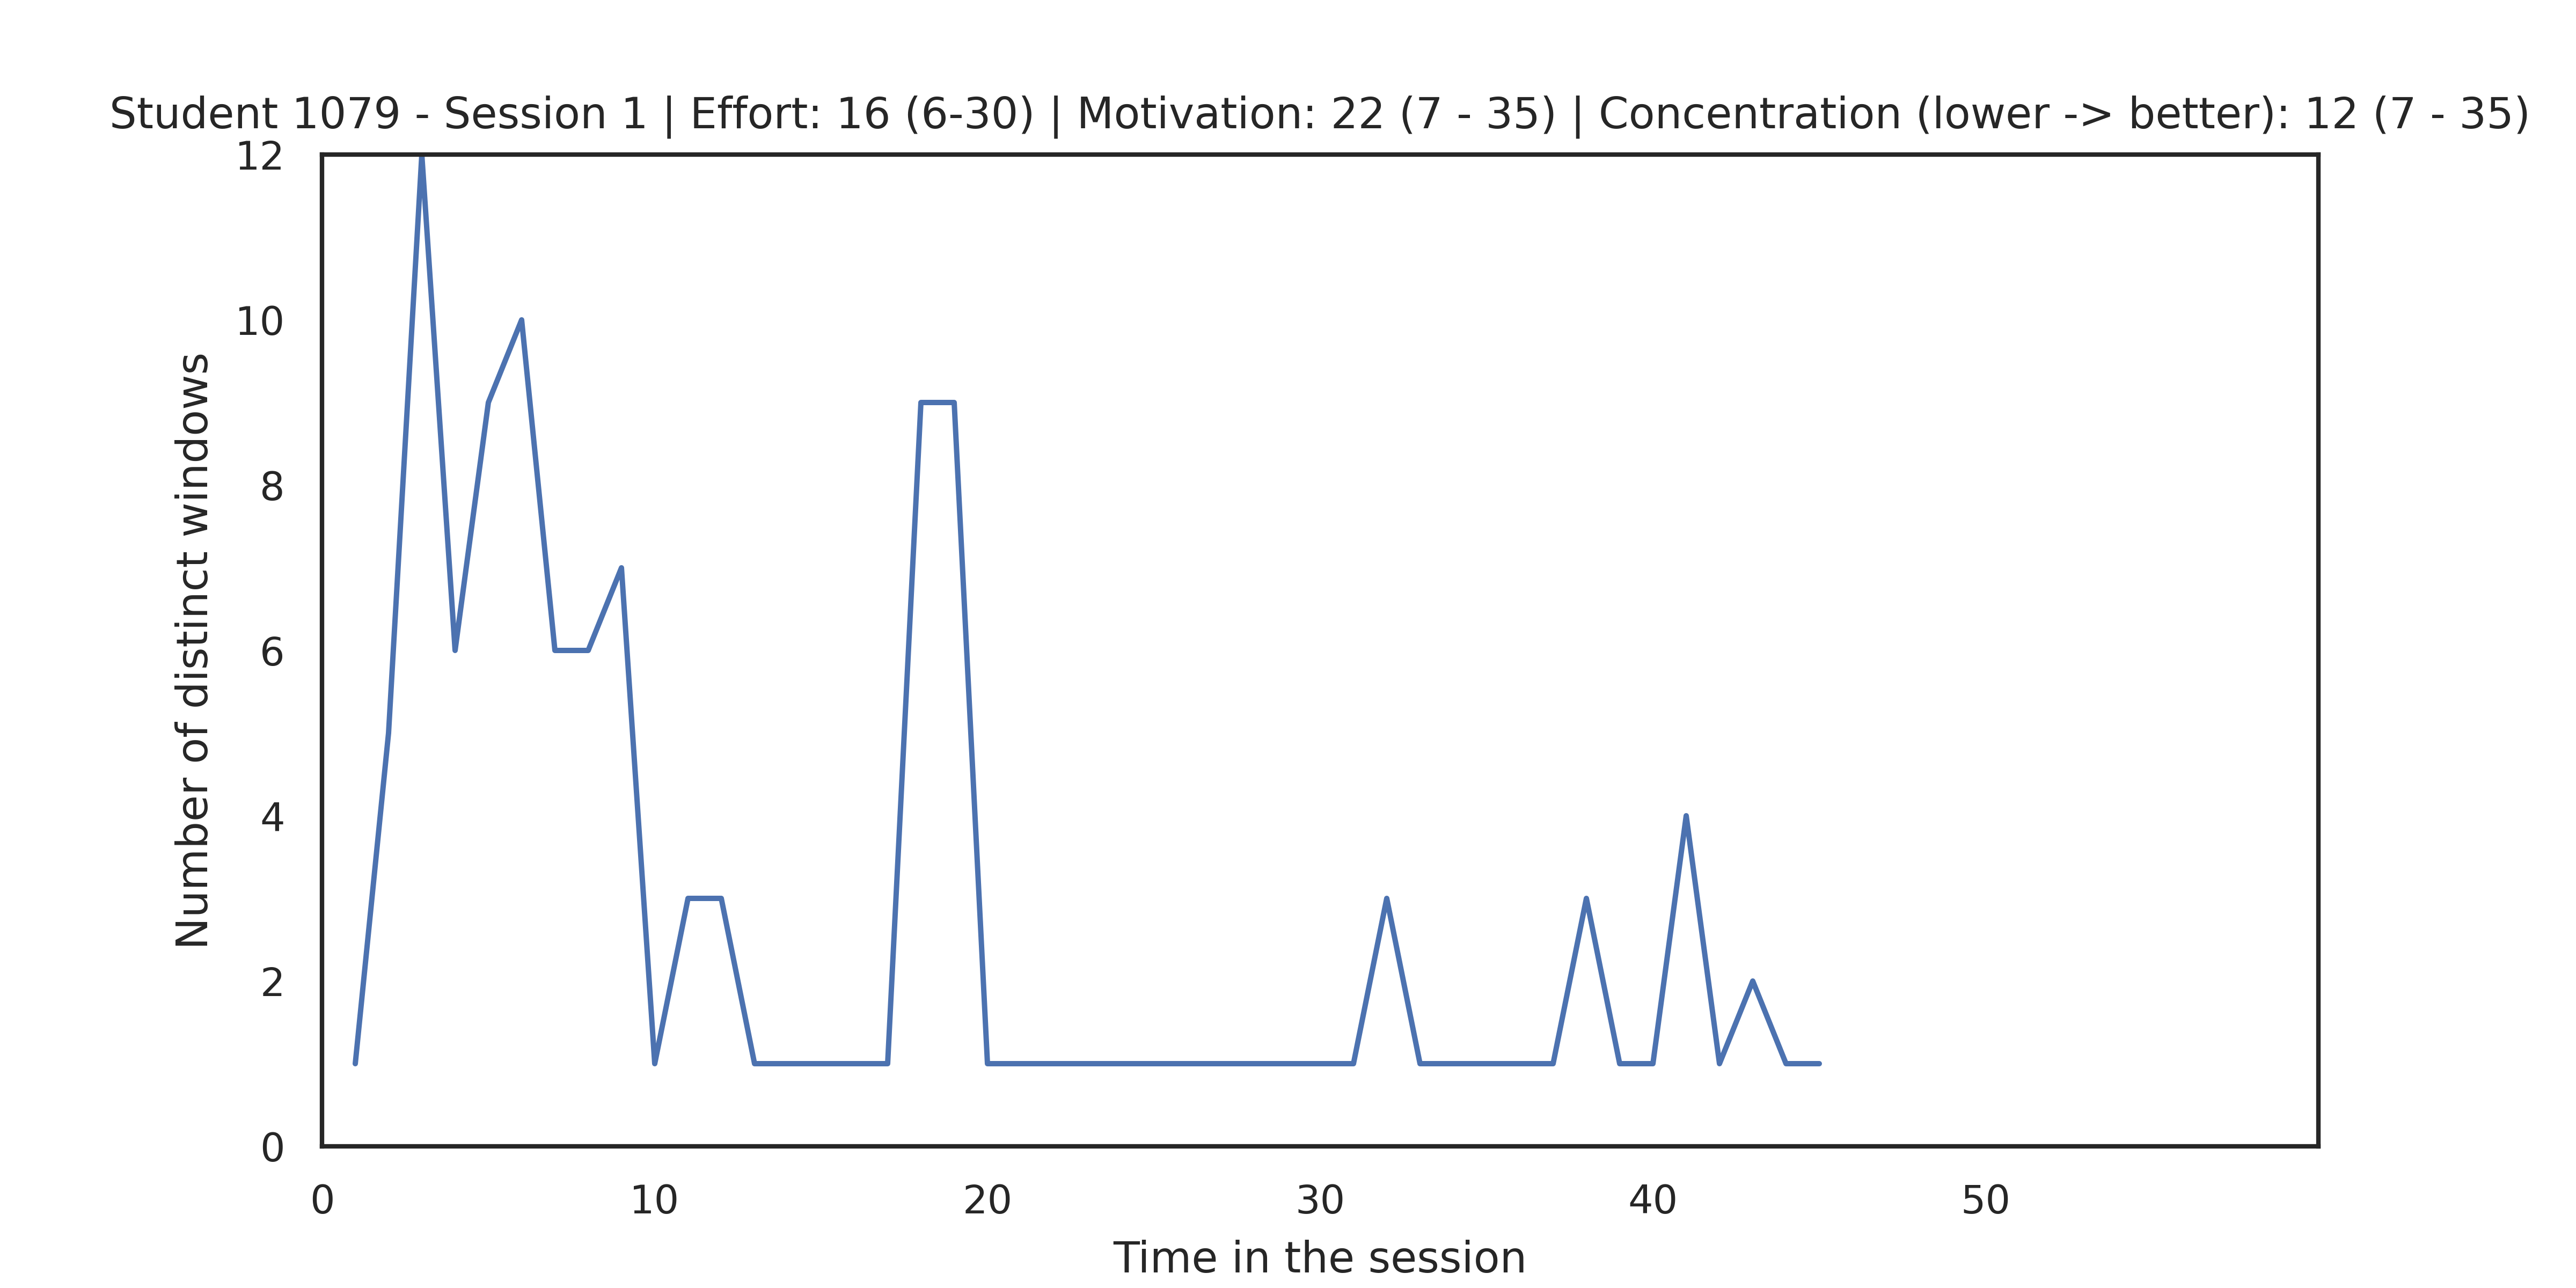 Student 1079 - Session 1 | Effort: 16 (6-30) | Motivation: 22 (7 - 35) | Concentration (lower -> better): 12 (7 - 35)
12
10
8
6
4
2
0
Number of distinct windows
0 10 20 30 40 50
Time in the session